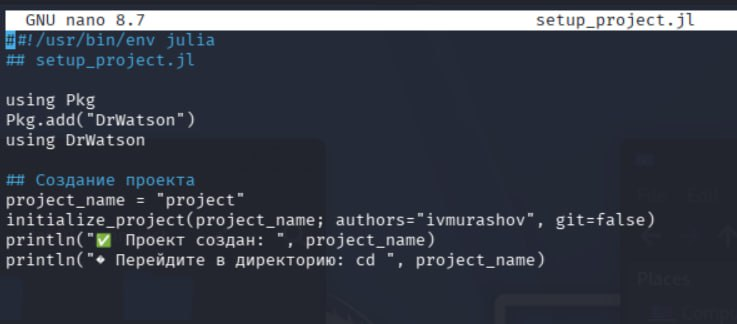 GNU nano 8.7 setup_project.jl
##!/usr/bin/env julia
## setup_project.jl
using Pkg
Pkg.add("DrWatson")
using DrWatson
## Создание проекта
project_name = "project"
initialize_project(project_name; authors="ivmurashov", git=false)
println("✅ Проект создан: ", project_name)
println("� Перейдите в директорию: cd ", project_name)
File Edit
Places